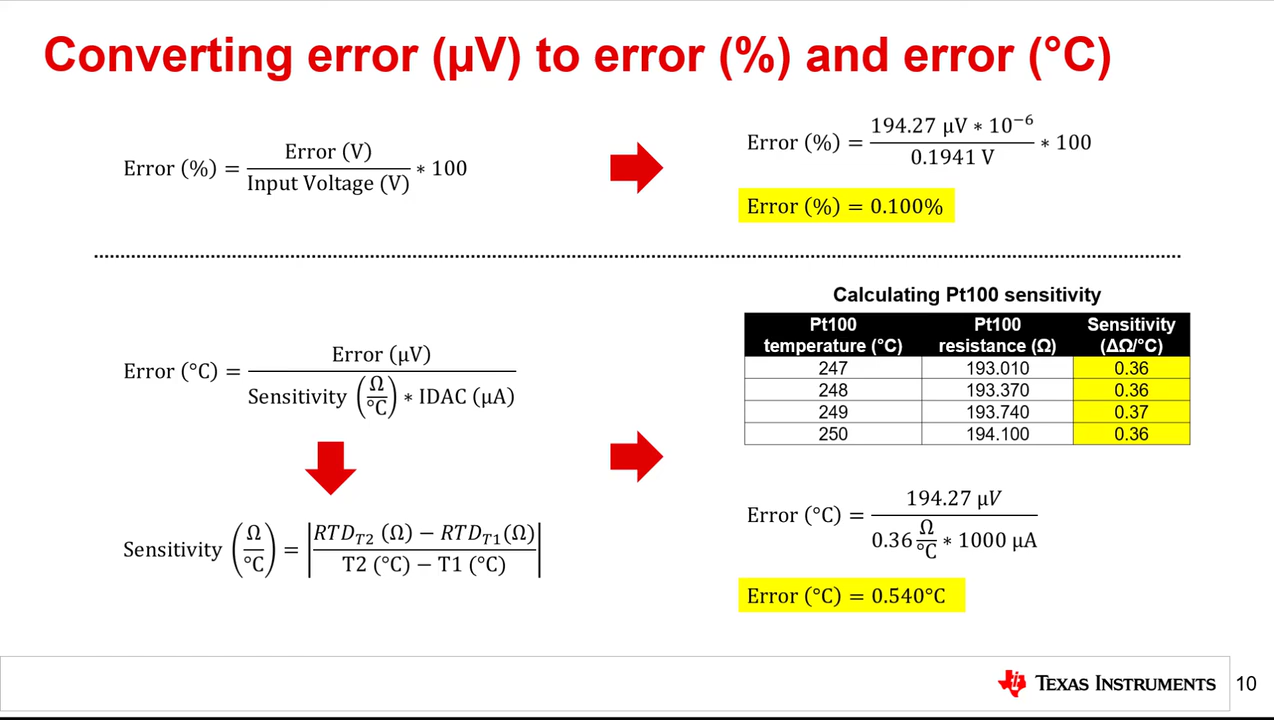 Converting error (µV) to error (%) and error (°C)
Error (%) = Error (V) / Input Voltage (V) * 100
Error (%) = 194.27 µV * 10⁻⁶ / 0.1941 V * 100
Error (%) = 0.100%
Calculating Pt100 sensitivity
Pt100 temperature (°C) Pt100 resistance (Ω) Sensitivity (ΔΩ/°C)
247 193.010 0.36
248 193.370 0.36
249 193.740 0.37
250 194.100 0.36
Error (°C) = Error (µV) / Sensitivity (Ω/°C) * IDAC (µA)
Sensitivity (Ω/°C) = |RTD_T2 (Ω) − RTD_T1(Ω) / T2 (°C) − T1 (°C)|
Error (°C) = 194.27 µV / 0.36 Ω/°C * 1000 µA
Error (°C) = 0.540°C
TEXAS INSTRUMENTS
10